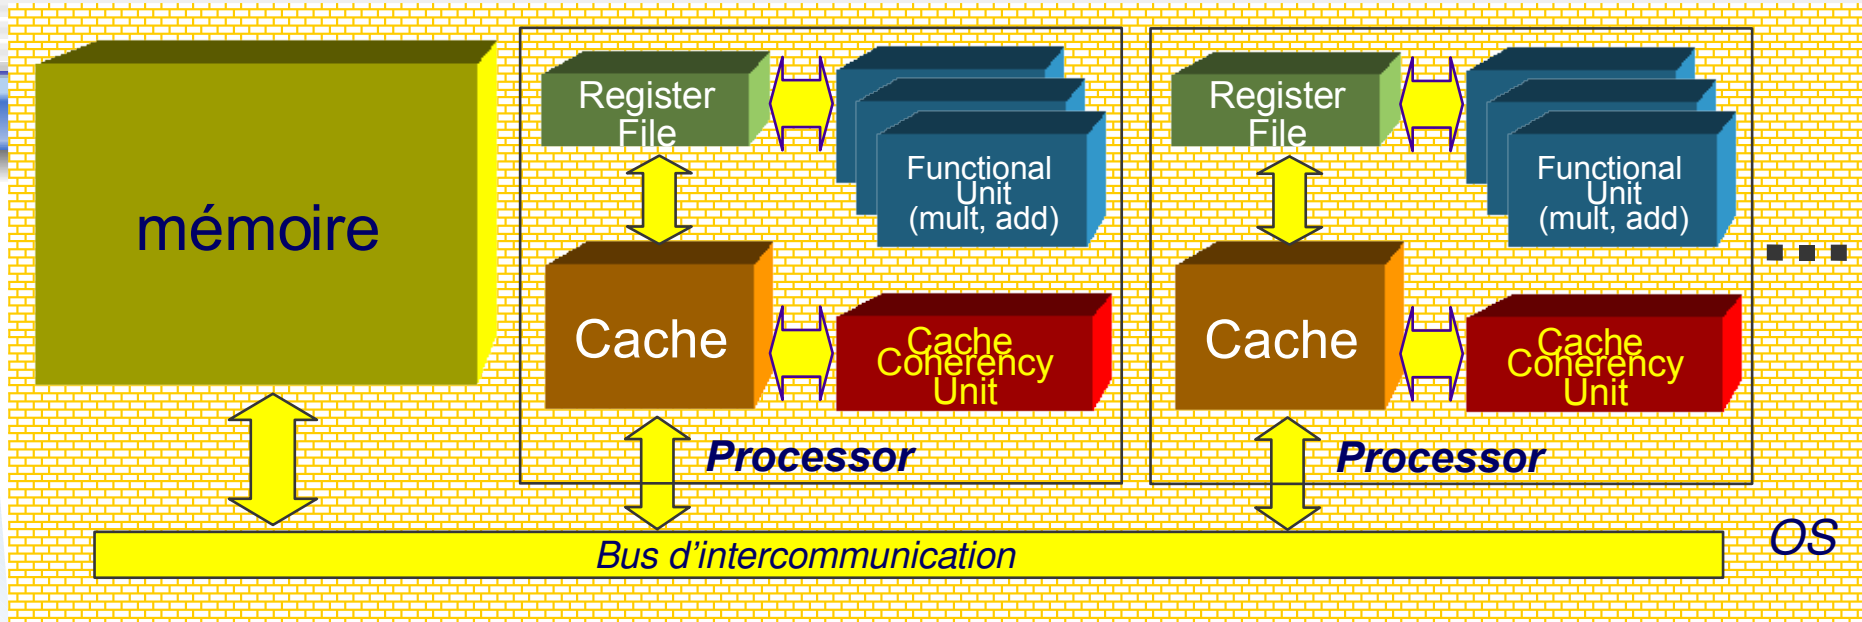 mémoire
Register
File
Functional
Unit
(mult, add)
Cache
Cache
Coherency
Unit
Processor
Register
File
Functional
Unit
(mult, add)
Cache
Cache
Coherency
Unit
Processor
...
Bus d'intercommunication
OS